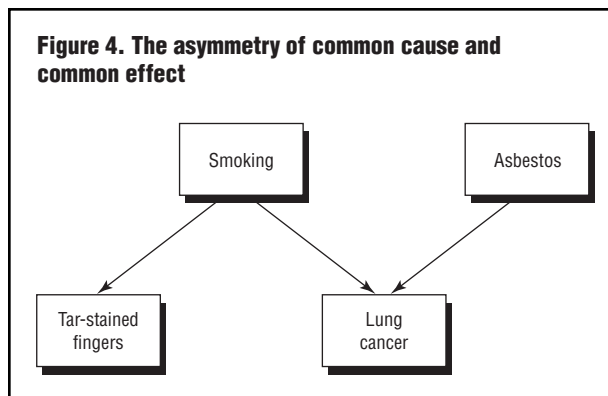 Figure 4. The asymmetry of common cause and
common effect
Smoking
Asbestos
Tar-stained
fingers
Lung
cancer